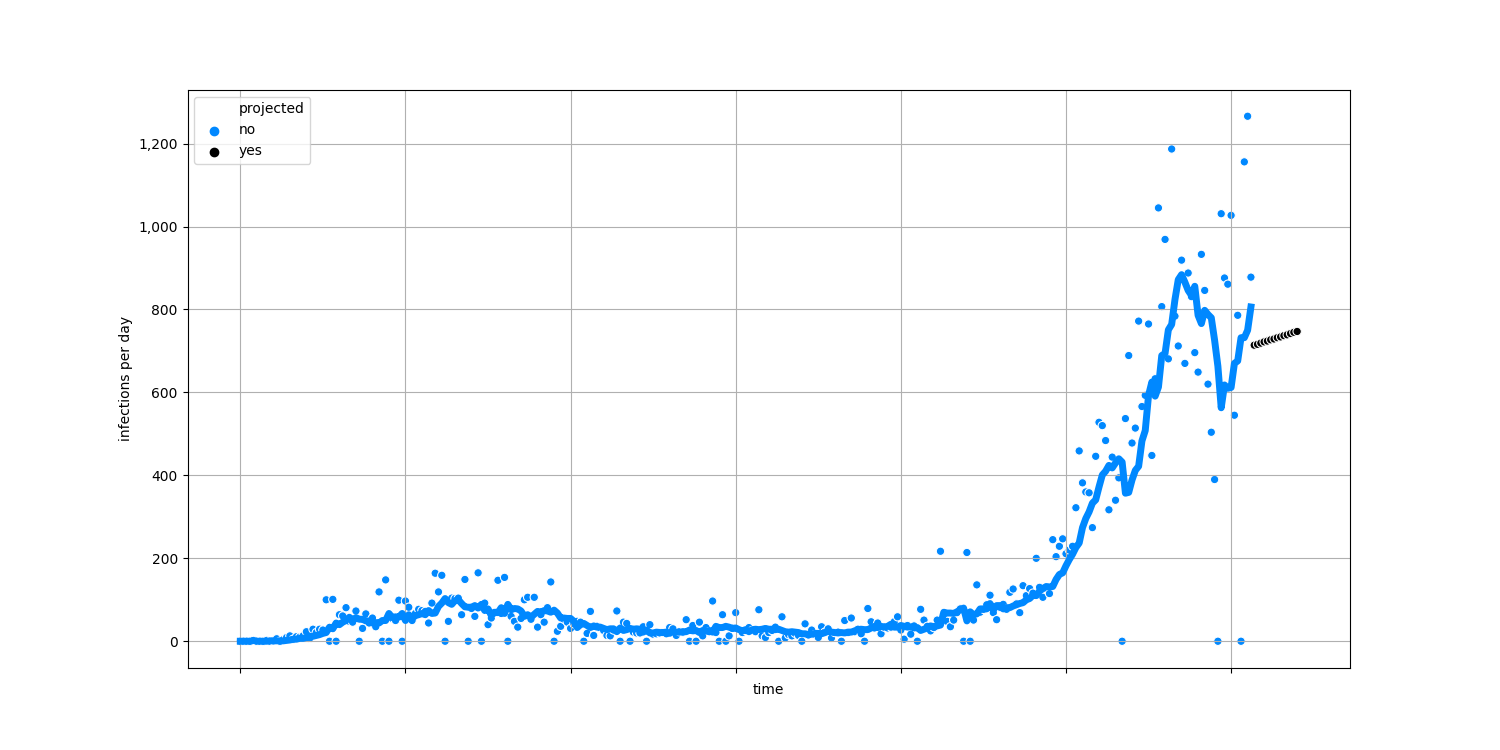 projected
no
yes
1,200
1,000
800
600
400
200
0
infections per day
time